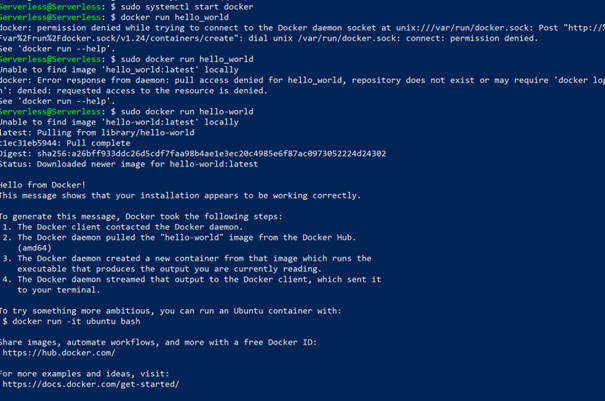 Serverless@Serverless: $ sudo systemctl start docker
Serverless@Serverless: $ docker run hello_world
docker: permission denied while trying to connect to the Docker daemon socket at unix:///var/run/docker.sock: Post "http://%
Fvar%2Frun%2Fdocker.sock/v1.24/containers/create": dial unix /var/run/docker.sock: connect: permission denied.
See 'docker run --help'.
Serverless@Serverless: $ sudo docker run hello_world
Unable to find image 'hello_world:latest' locally
docker: Error response from daemon: pull access denied for hello_world, repository does not exist or may require 'docker log
n': denied: requested access to the resource is denied.
See 'docker run --help'.
Serverless@Serverless: $ sudo docker run hello-world
Unable to find image 'hello-world:latest' locally
latest: Pulling from library/hello-world
c1ec31eb5944: Pull complete
Digest: sha256:a26bff933ddc26d5cdf7faa98b4ae1e3ec20c4985e6f87ac0973052224d24302
Status: Downloaded newer image for hello-world:latest
Hello from Docker!
This message shows that your installation appears to be working correctly.
To generate this message, Docker took the following steps:
1. The Docker client contacted the Docker daemon.
2. The Docker daemon pulled the "hello-world" image from the Docker Hub.
(amd64)
3. The Docker daemon created a new container from that image which runs the
executable that produces the output you are currently reading.
4. The Docker daemon streamed that output to the Docker client, which sent it
to your terminal.
To try something more ambitious, you can run an Ubuntu container with:
$ docker run -it ubuntu bash
Share images, automate workflows, and more with a free Docker ID:
https://hub.docker.com/
For more examples and ideas, visit:
https://docs.docker.com/get-started/